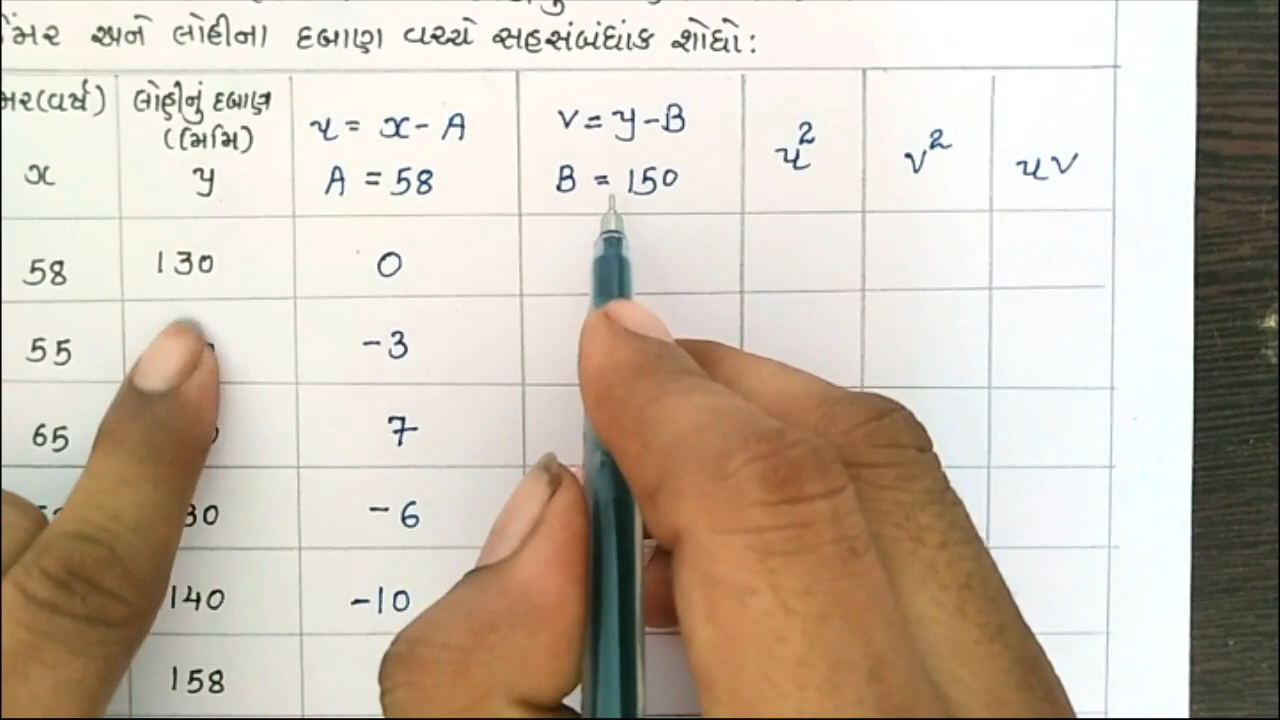 અને લોહીના દબાણ વચ્ચે સહસંબંધાંક શોધો:
મર(વર્ષ) લોહીનું દબાણ u = x - A v = y - B u² v² uv
(મિમિ)
x y A = 58 B = 150
58 130 0
55 -3
65 7
30 -6
140 -10
158